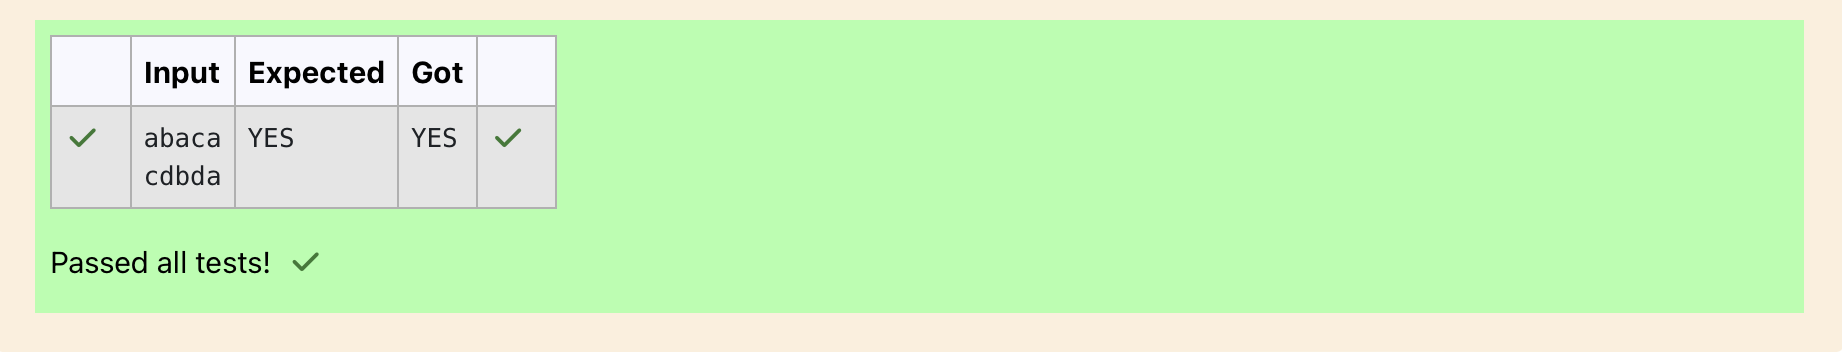 Input Expected Got
abaca YES YES
cdbda
Passed all tests!